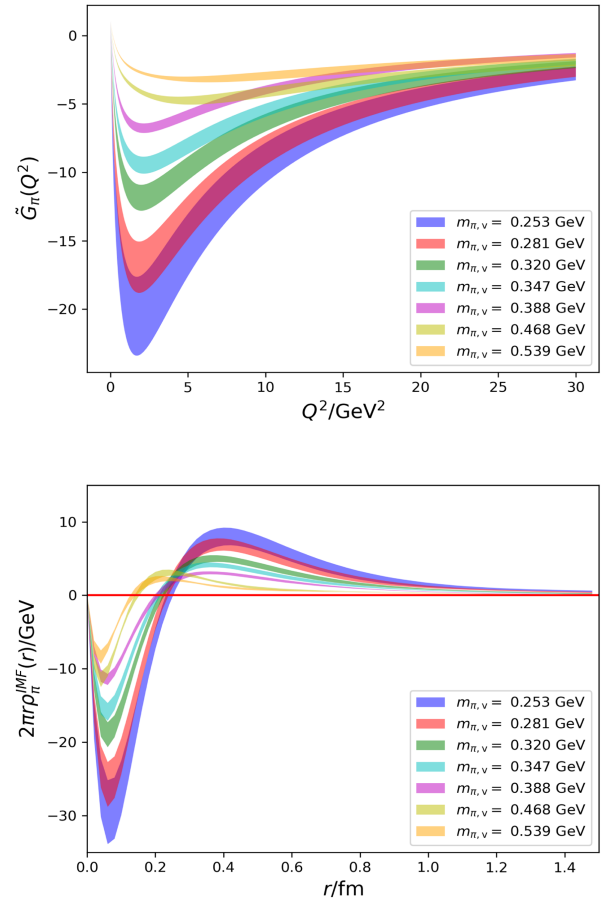 0
−5
−10
−15
−20
G̃π(Q²)
mπ,v = 0.253 GeV
mπ,v = 0.281 GeV
mπ,v = 0.320 GeV
mπ,v = 0.347 GeV
mπ,v = 0.388 GeV
mπ,v = 0.468 GeV
mπ,v = 0.539 GeV
0 5 10 15 20 25 30
Q²/GeV²
10
0
−10
−20
−30
2πrρπ^IMF(r)/GeV
mπ,v = 0.253 GeV
mπ,v = 0.281 GeV
mπ,v = 0.320 GeV
mπ,v = 0.347 GeV
mπ,v = 0.388 GeV
mπ,v = 0.468 GeV
mπ,v = 0.539 GeV
0.0 0.2 0.4 0.6 0.8 1.0 1.2 1.4
r/fm